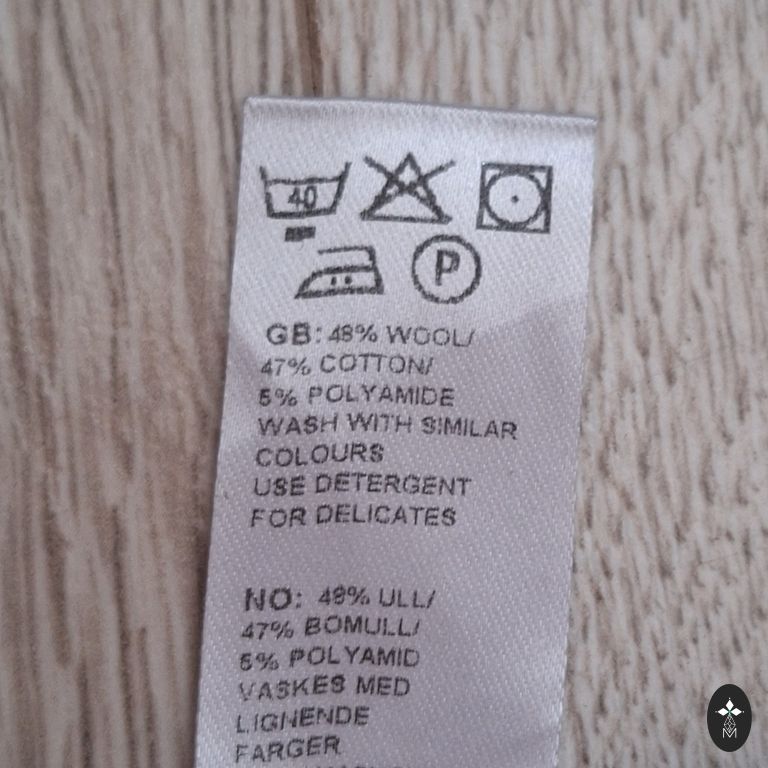 40
P
GB: 48% WOOL/
47% COTTON/
5% POLYAMIDE
WASH WITH SIMILAR
COLOURS
USE DETERGENT
FOR DELICATES
NO: 48% ULL/
47% BOMULL/
5% POLYAMID
VASKES MED
LIGNENDE
FARGER